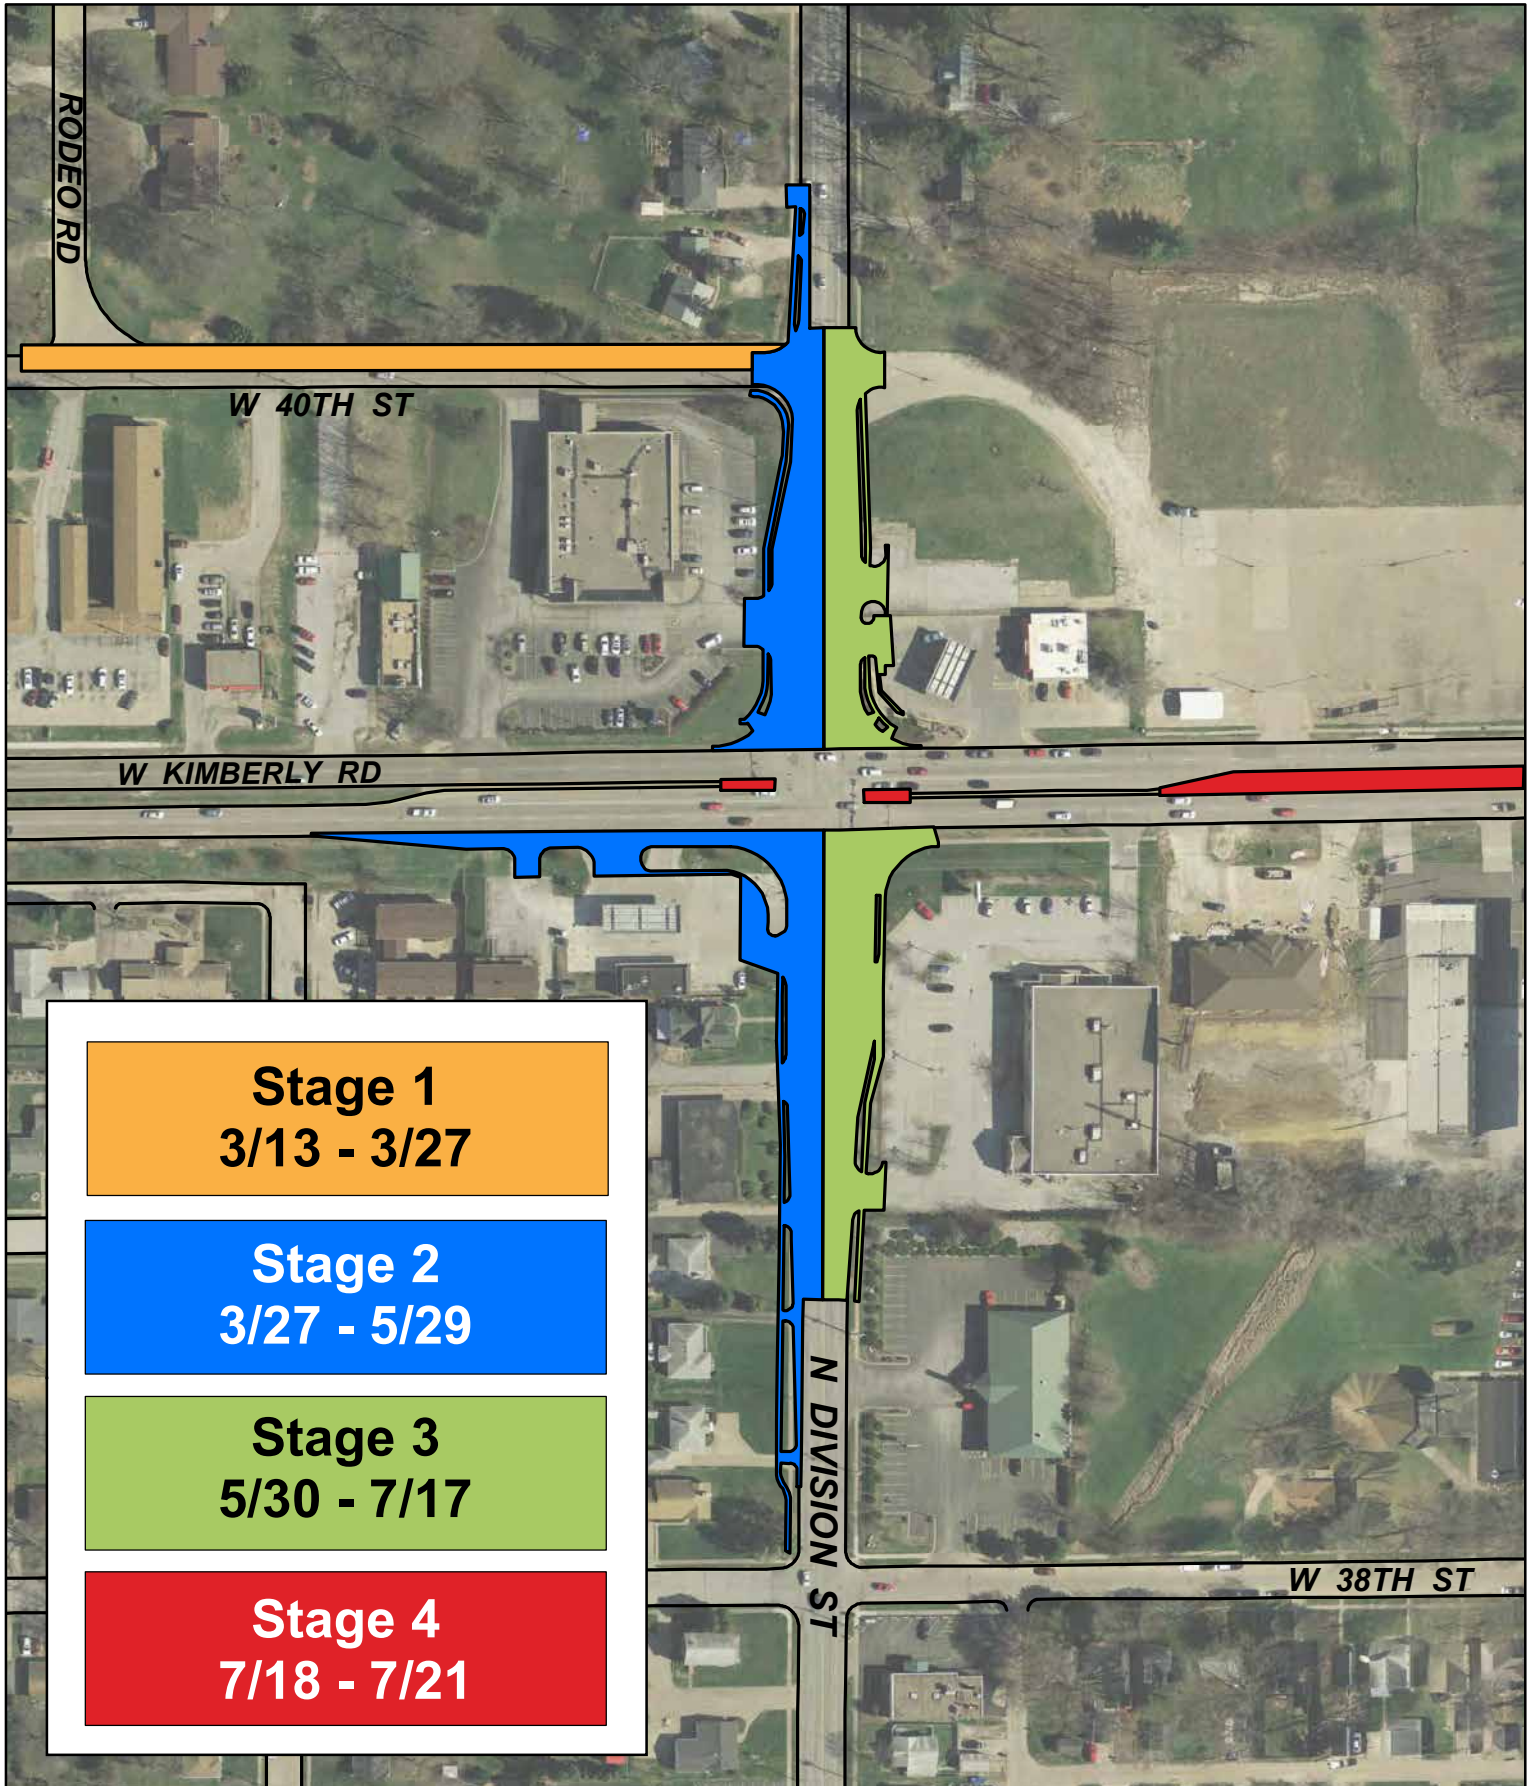 RODEO RD
W 40TH ST
W KIMBERLY RD
Stage 1
3/13 - 3/27
Stage 2
3/27 - 5/29
Stage 3
5/30 - 7/17
Stage 4
7/18 - 7/21
N DIVISION ST
W 38TH ST